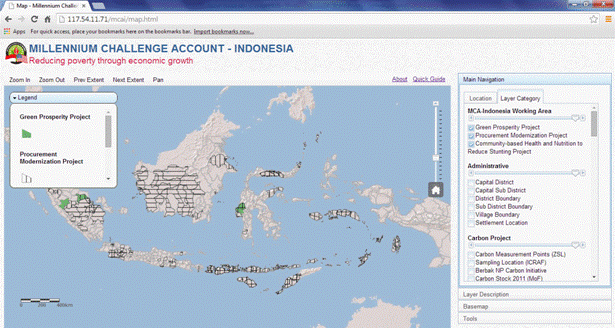 Map - Millennium Challe
117.54.11.71/mcai/map.html
Apps For quick access, place your bookmarks here on the bookmarks bar. Import bookmarks now...
MILLENNIUM CHALLENGE ACCOUNT - INDONESIA
Reducing poverty through economic growth
Zoom In Zoom Out Prev Extent Next Extent Pan About Quick Guide
Legend
Green Prosperity Project
Procurement
Modernization Project
Main Navigation
Location Layer Category
MCA-Indonesia Working Area
Green Prosperity Project
Procurement Modernization Project
Community-based Health and Nutrition to
Reduce Stunting Project
Administrative
Capital District
Capital Sub District
District Boundary
Sub District Boundary
Village Boundary
Settlement Location
Carbon Project
Carbon Measurement Points (ZSL)
Sampling Location (ICRAF)
Berbak NP Carbon Initiative
Carbon Stock 2011 (MoF)
Layer Description
Basemap
Tools